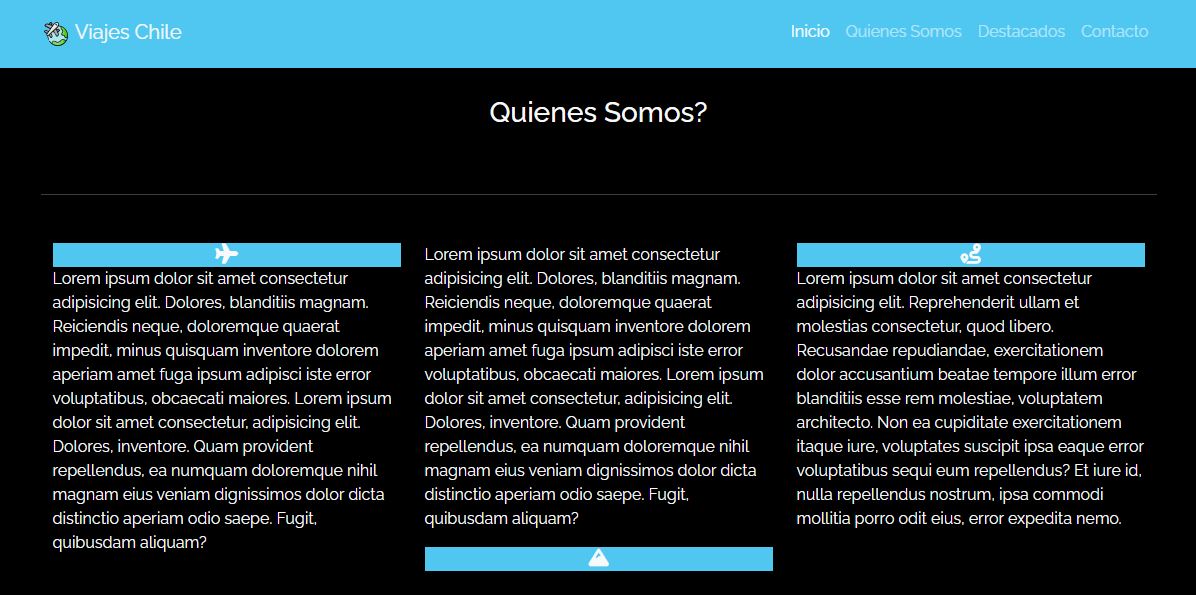 Viajes Chile
Inicio Quienes Somos Destacados Contacto
Quienes Somos?
Lorem ipsum dolor sit amet consectetur
adipisicing elit. Dolores, blanditiis magnam.
Reiciendis neque, doloremque quaerat
impedit, minus quisquam inventore dolorem
aperiam amet fuga ipsum adipisci iste error
voluptatibus, obcaecati maiores. Lorem ipsum
dolor sit amet consectetur, adipisicing elit.
Dolores, inventore. Quam provident
repellendus, ea numquam doloremque nihil
magnam eius veniam dignissimos dolor dicta
distinctio aperiam odio saepe. Fugit,
quibusdam aliquam?
Lorem ipsum dolor sit amet consectetur
adipisicing elit. Dolores, blanditiis magnam.
Reiciendis neque, doloremque quaerat
impedit, minus quisquam inventore dolorem
aperiam amet fuga ipsum adipisci iste error
voluptatibus, obcaecati maiores. Lorem ipsum
dolor sit amet consectetur, adipisicing elit.
Dolores, inventore. Quam provident
repellendus, ea numquam doloremque nihil
magnam eius veniam dignissimos dolor dicta
distinctio aperiam odio saepe. Fugit,
quibusdam aliquam?
Lorem ipsum dolor sit amet consectetur
adipisicing elit. Reprehenderit ullam et
molestias consectetur, quod libero.
Recusandae repudiandae, exercitationem
dolor accusantium beatae tempore illum error
blanditiis esse rem molestiae, voluptatem
architecto. Non ea cupiditate exercitationem
itaque iure, voluptates suscipit ipsa eaque error
voluptatibus sequi eum repellendus? Et iure id,
nulla repellendus nostrum, ipsa commodi
mollitia porro odit eius, error expedita nemo.